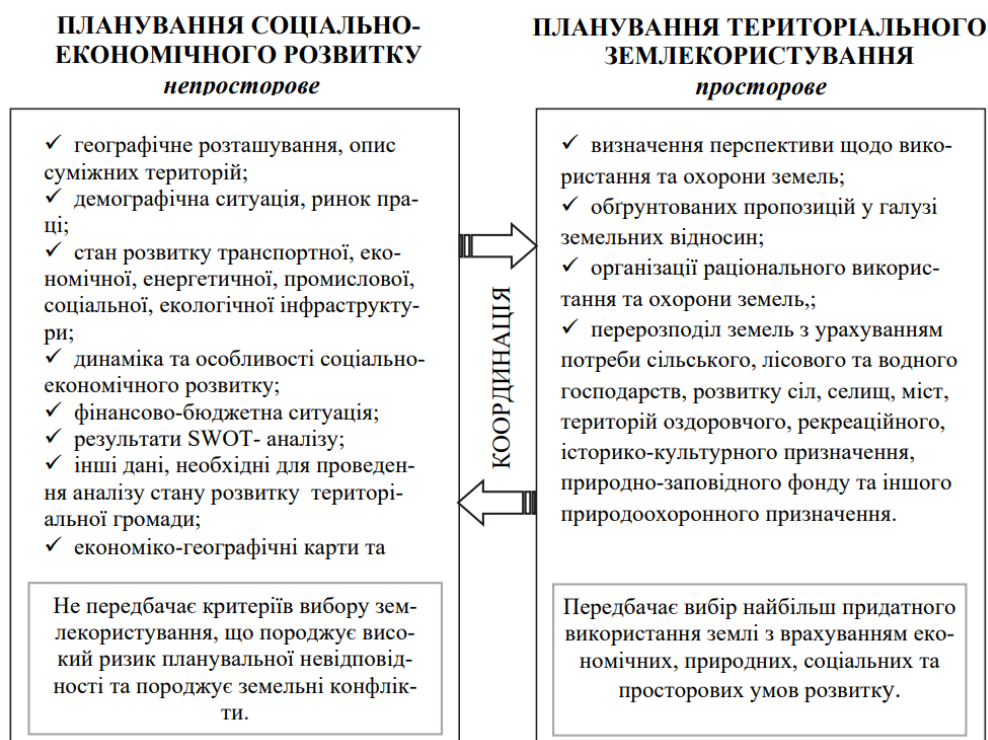 ПЛАНУВАННЯ СОЦІАЛЬНО-
ЕКОНОМІЧНОГО РОЗВИТКУ
непросторове
✓ географічне розташування, опис
суміжних територій;
✓ демографічна ситуація, ринок пра-
ці;
✓ стан розвитку транспортної, еко-
номічної, енергетичної, промислової,
соціальної, екологічної інфраструкту-
ри;
✓ динаміка та особливості соціально-
економічного розвитку;
✓ фінансово-бюджетна ситуація;
✓ результати SWOT- аналізу;
✓ інші дані, необхідні для проведен-
ня аналізу стану розвитку територі-
альної громади;
✓ економіко-географічні карти та
Не передбачає критеріїв вибору зем-
лекористування, що породжує висо-
кий ризик планувальної невідповід-
ності та породжує земельні конфлік-
ти.
КООРДИНАЦІЯ
ПЛАНУВАННЯ ТЕРИТОРІАЛЬНОГО
ЗЕМЛЕКОРИСТУВАННЯ
просторове
✓ визначення перспективи щодо вико-
ристання та охорони земель;
✓ обґрунтованих пропозицій у галузі
земельних відносин;
✓ організації раціонального викорис-
тання та охорони земель,;
✓ перерозподіл земель з урахуванням
потреби сільського, лісового та водного
господарств, розвитку сіл, селищ, міст,
територій оздоровчого, рекреаційного,
історико-культурного призначення,
природно-заповідного фонду та іншого
природоохоронного призначення.
Передбачає вибір найбільш придатного
використання землі з врахуванням еко-
номічних, природних, соціальних та
просторових умов розвитку.